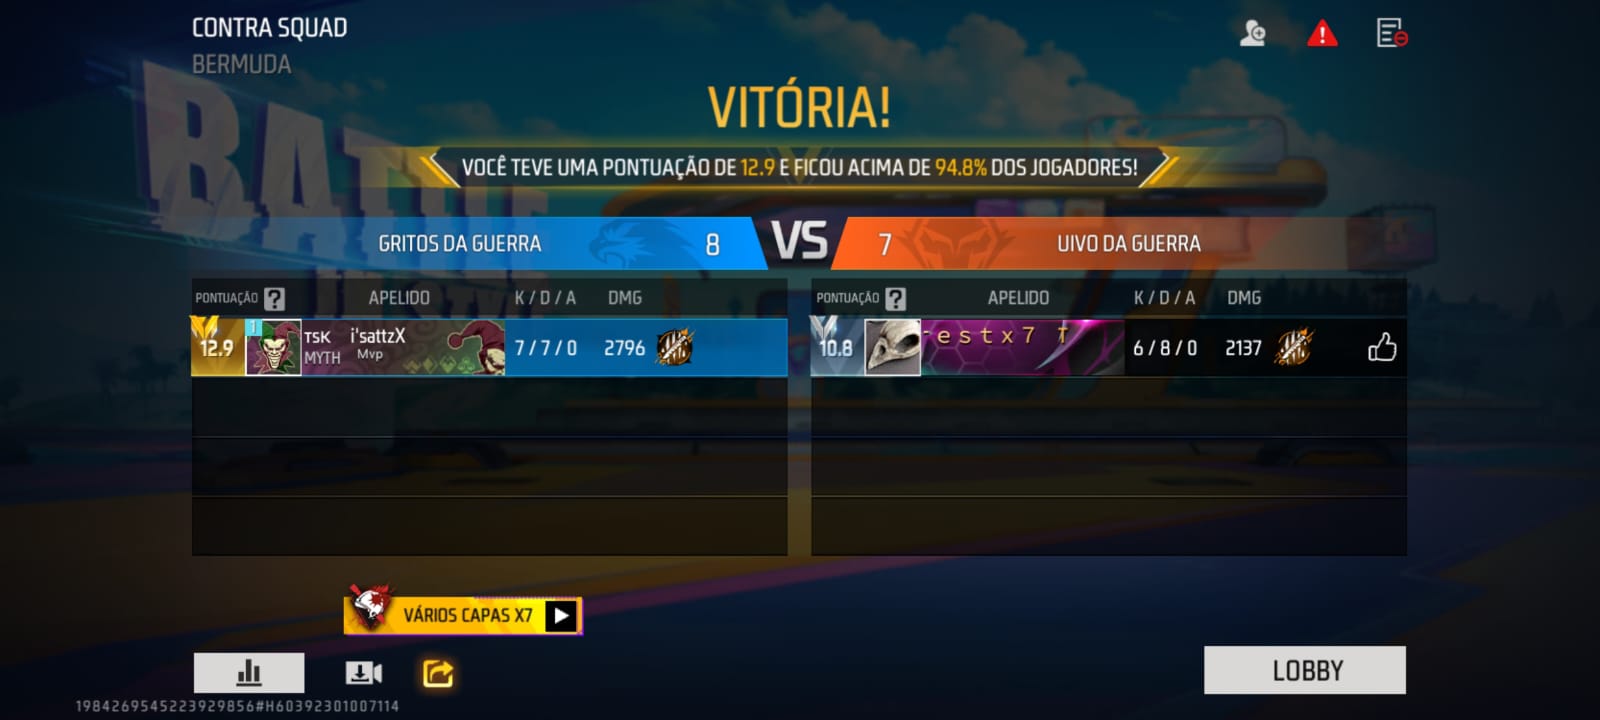 CONTRA SQUAD
BERMUDA
VITÓRIA!
VOCÊ TEVE UMA PONTUAÇÃO DE 12.9 E FICOU ACIMA DE 94.8% DOS JOGADORES!
GRITOS DA GUERRA 8 VS 7 UIVO DA GUERRA
PONTUAÇÃO ? APELIDO K / D / A DMG
12.9 1 TSK MYTH i'sattzX Mvp 7 / 7 / 0 2796
PONTUAÇÃO ? APELIDO K / D / A DMG
10.8 estx7 6 / 8 / 0 2137
VÁRIOS CAPAS X7
LOBBY
1984269545223929856#H60392301007114